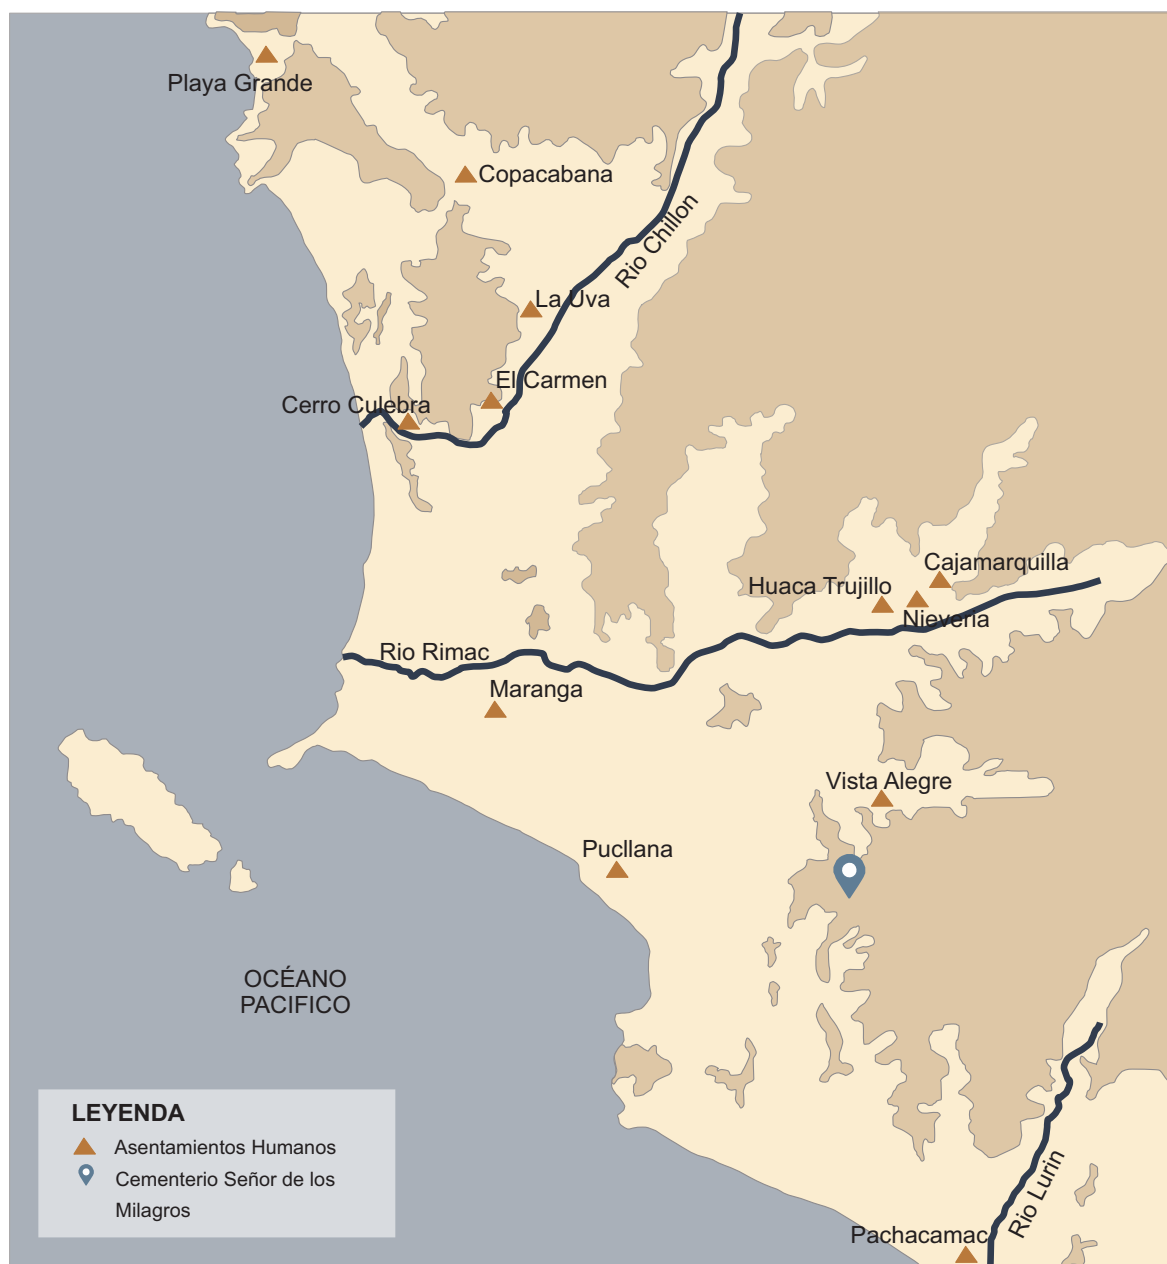 Playa Grande
Copacabana
Rio Chillon
La Uva
El Carmen
Cerro Culebra
Cajamarquilla
Huaca Trujillo
Nieveria
Rio Rimac
Maranga
Vista Alegre
Pucllana
OCÉANO
PACIFICO
LEYENDA
Asentamientos Humanos
Cementerio Señor de los
Milagros
Rio Lurin
Pachacamac